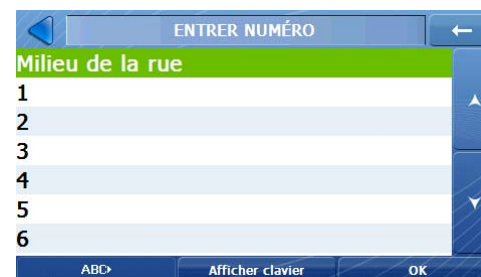 ENTRER NUMÉRO
Milieu de la rue
1
2
3
4
5
6
ABC
Afficher clavier
OK